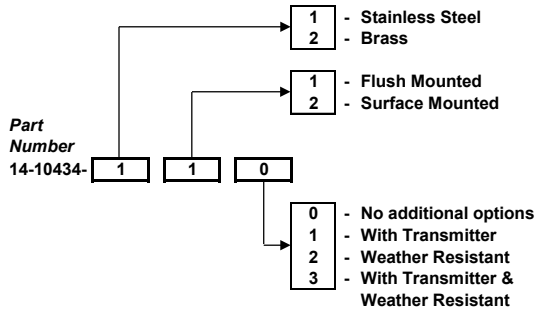 1 - Stainless Steel
2 - Brass
1 - Flush Mounted
2 - Surface Mounted
Part
Number
14-10434- 1 1 0
0 - No additional options
1 - With Transmitter
2 - Weather Resistant
3 - With Transmitter &
Weather Resistant